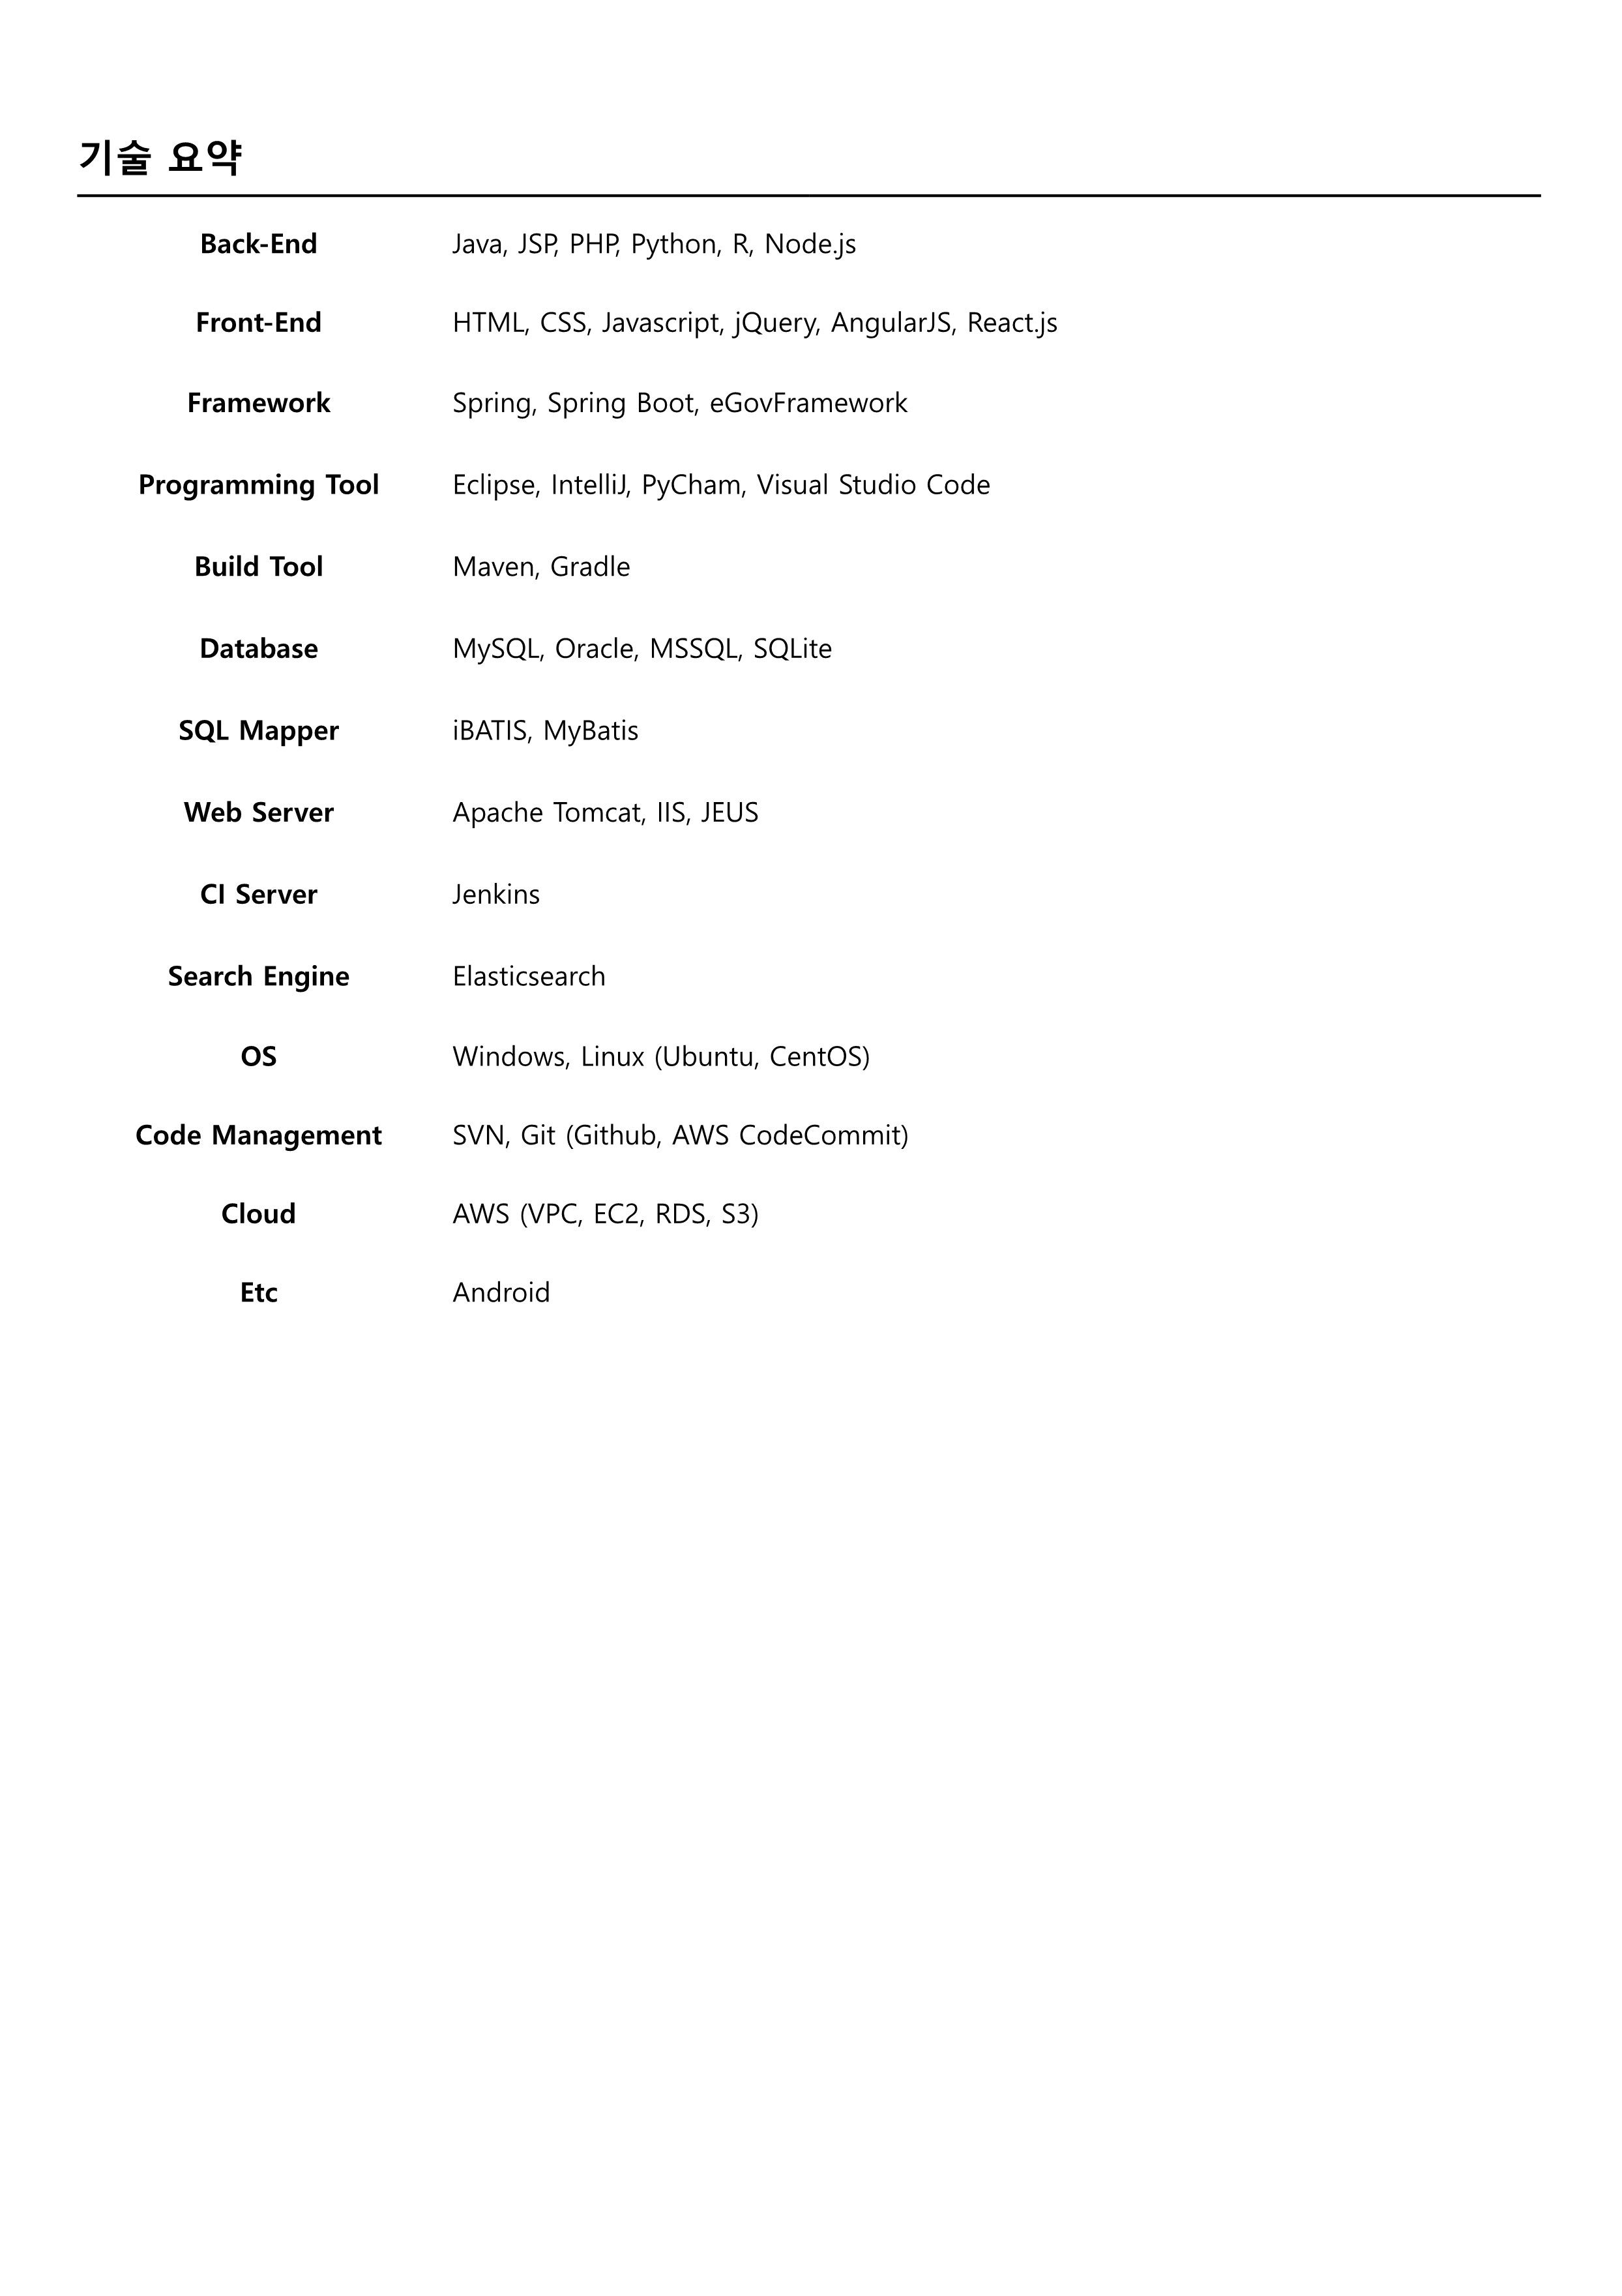 기술 요약
Back-End Java, JSP, PHP, Python, R, Node.js
Front-End HTML, CSS, Javascript, jQuery, AngularJS, React.js
Framework Spring, Spring Boot, eGovFramework
Programming Tool Eclipse, IntelliJ, PyCham, Visual Studio Code
Build Tool Maven, Gradle
Database MySQL, Oracle, MSSQL, SQLite
SQL Mapper iBATIS, MyBatis
Web Server Apache Tomcat, IIS, JEUS
CI Server Jenkins
Search Engine Elasticsearch
OS Windows, Linux (Ubuntu, CentOS)
Code Management SVN, Git (Github, AWS CodeCommit)
Cloud AWS (VPC, EC2, RDS, S3)
Etc Android